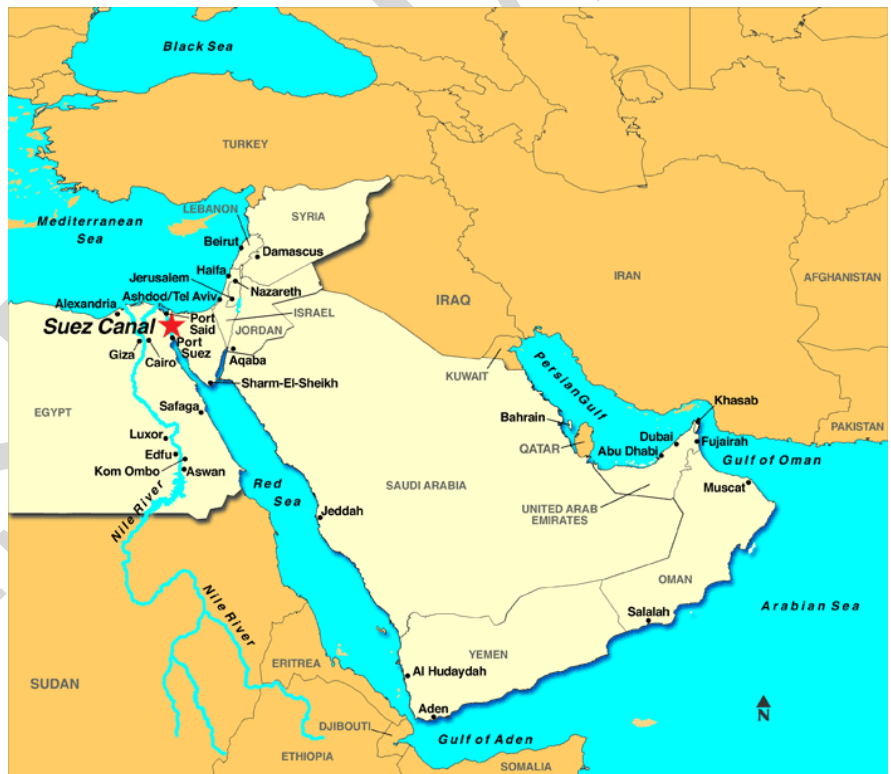 Black Sea
TURKEY
Mediterranean
Sea
LEBANON
SYRIA
Beirut
Damascus
Haifa
Jerusalem
Nazareth
Ashdod/Tel Aviv
Alexandria
Port
Said
Suez Canal
ISRAEL
JORDAN
Port
Suez
Giza
Cairo
Aqaba
Sharm-El-Sheikh
IRAQ
IRAN
AFGHANISTAN
KUWAIT
Persian Gulf
EGYPT
Safaga
Luxor
Edfu
Kom Ombo
Aswan
Bahrain
QATAR
Dubai
Abu Dhabi
Khasab
Fujairah
PAKISTAN
Gulf of Oman
Muscat
Red
Sea
SAUDI ARABIA
UNITED ARAB
EMIRATES
Jeddah
Nile River
Nile River
OMAN
Salalah
Arabian Sea
YEMEN
Al Hudaydah
Aden
ERITREA
SUDAN
DJIBOUTI
ETHIOPIA
Gulf of Aden
SOMALIA
N